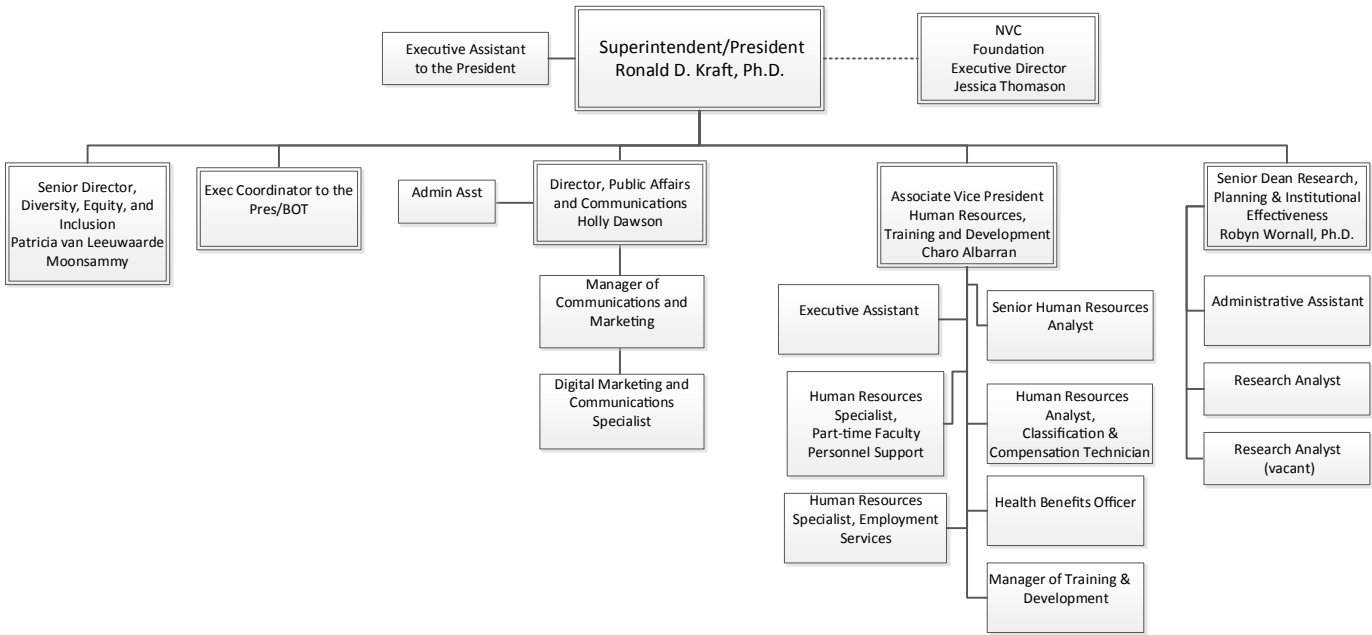 Executive Assistant
to the President
Superintendent/President
Ronald D. Kraft, Ph.D.
NVC
Foundation
Executive Director
Jessica Thomason
Senior Director,
Diversity, Equity, and
Inclusion
Patricia van Leeuwaarde
Moonsammy
Exec Coordinator to the
Pres/BOT
Admin Asst
Director, Public Affairs
and Communications
Holly Dawson
Manager of
Communications and
Marketing
Digital Marketing and
Communications
Specialist
Associate Vice President
Human Resources,
Training and Development
Charo Albarran
Executive Assistant
Senior Human Resources
Analyst
Human Resources
Specialist,
Part-time Faculty
Personnel Support
Human Resources
Analyst,
Classification &
Compensation Technician
Human Resources
Specialist, Employment
Services
Health Benefits Officer
Manager of Training &
Development
Senior Dean Research,
Planning & Institutional
Effectiveness
Robyn Wornall, Ph.D.
Administrative Assistant
Research Analyst
Research Analyst
(vacant)